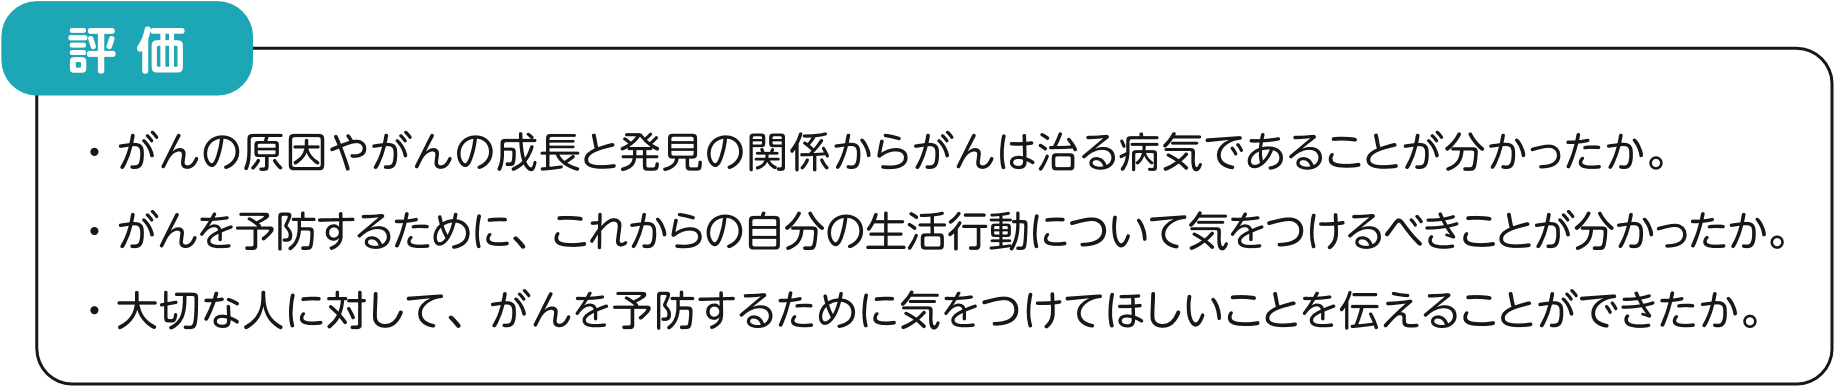 評価
・がんの原因やがんの成長と発見の関係からがんは治る病気であることが分かったか。
・がんを予防するために、これからの自分の生活行動について気をつけるべきことが分かったか。
・大切な人に対して、がんを予防するために気をつけてほしいことを伝えることができたか。